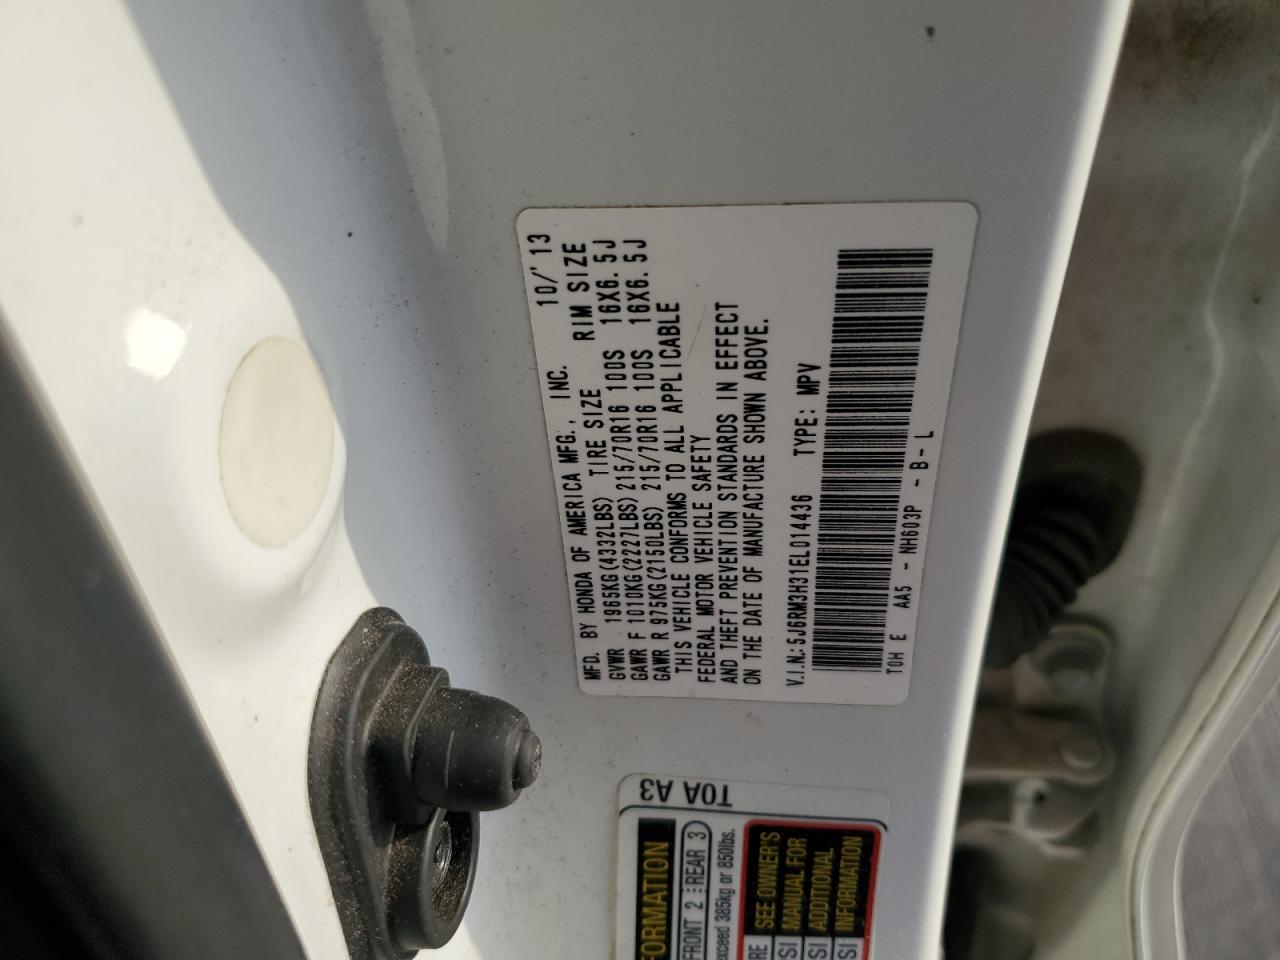 MFD. BY HONDA OF AMERICA MFG., INC. 10/'13
GVWR 1965KG(4332LBS) TIRE SIZE RIM SIZE
GAWR F 1010KG(2227LBS) 215/70R16 100S 16X6.5J
GAWR R 975KG(2150LBS) 215/70R16 100S 16X6.5J
THIS VEHICLE CONFORMS TO ALL APPLICABLE
FEDERAL MOTOR VEHICLE SAFETY
AND THEFT PREVENTION STANDARDS IN EFFECT
ON THE DATE OF MANUFACTURE SHOWN ABOVE.
V.I.N.: 5J6RM3H31EL014436 TYPE: MPV
T0H E AA5 - NH603P - B- L
T0A A3
FRONT 2 REAR 3
exceed 385kg or 850lbs.
SEE OWNER'S
MANUAL FOR
ADDITIONAL
INFORMATION